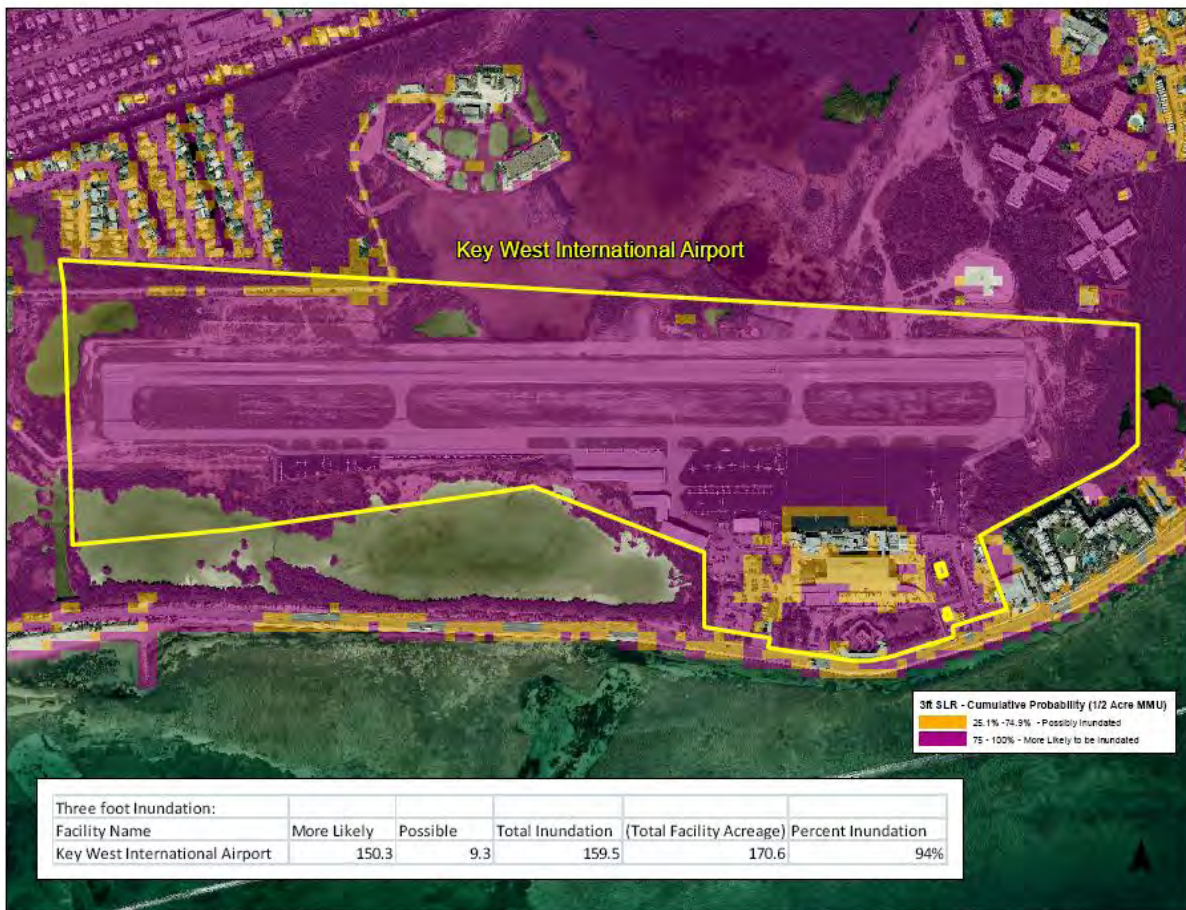 Key West International Airport
3ft SLR - Cumulative Probability (1/2 Acre MMU)
25.1% -74.9% - Possibly Inundated
75 - 100% - More Likely to be Inundated
Three foot Inundation:
Facility Name More Likely Possible Total Inundation (Total Facility Acreage) Percent Inundation
Key West International Airport 150.3 9.3 159.5 170.6 94%